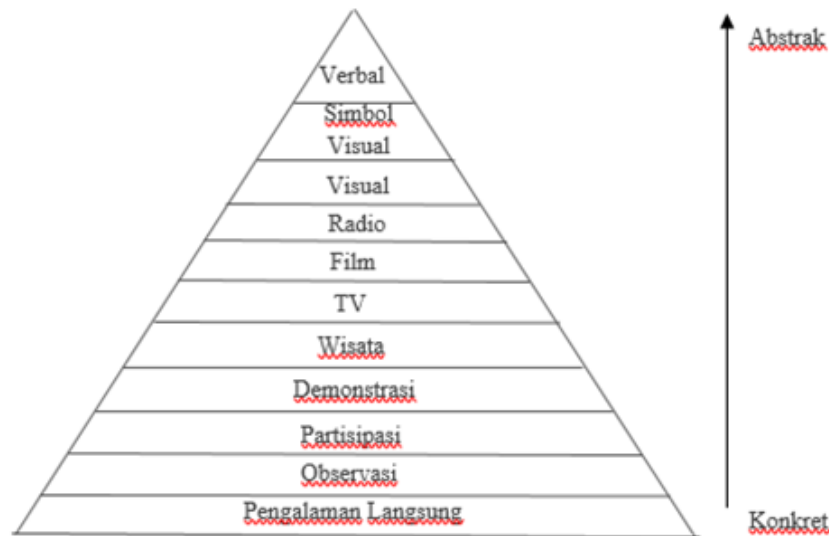 Abstrak
Verbal
Simbol
Visual
Visual
Radio
Film
TV
Wisata
Demonstrasi
Partisipasi
Observasi
Pengalaman Langsung
Konkret